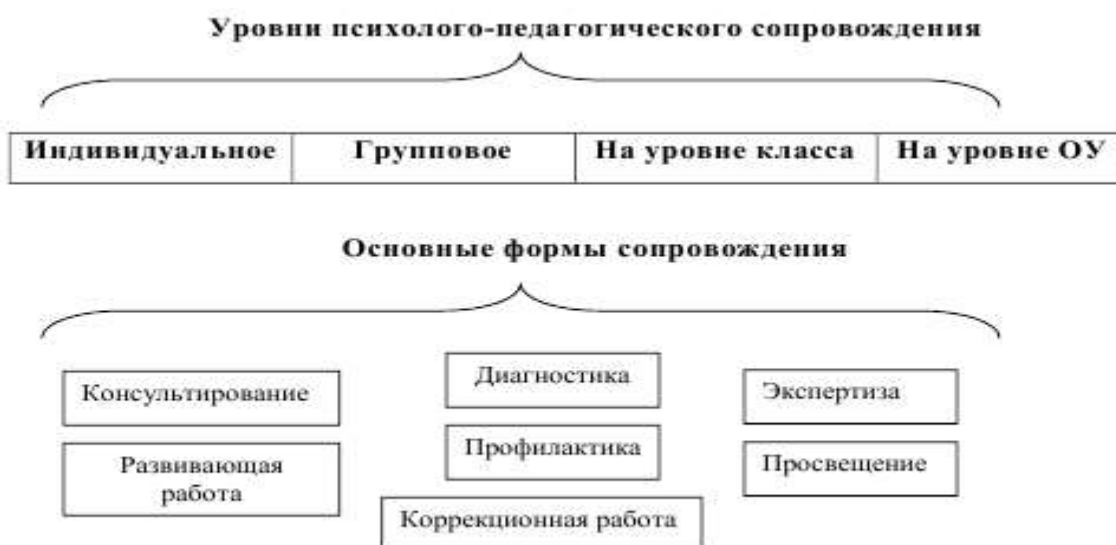 Уровни психолого-педагогического сопровождения
Индивидуальное
Групповое
На уровне класса
На уровне ОУ
Основные формы сопровождения
Консультирование
Диагностика
Экспертиза
Развивающая
работа
Профилактика
Просвещение
Коррекционная работа